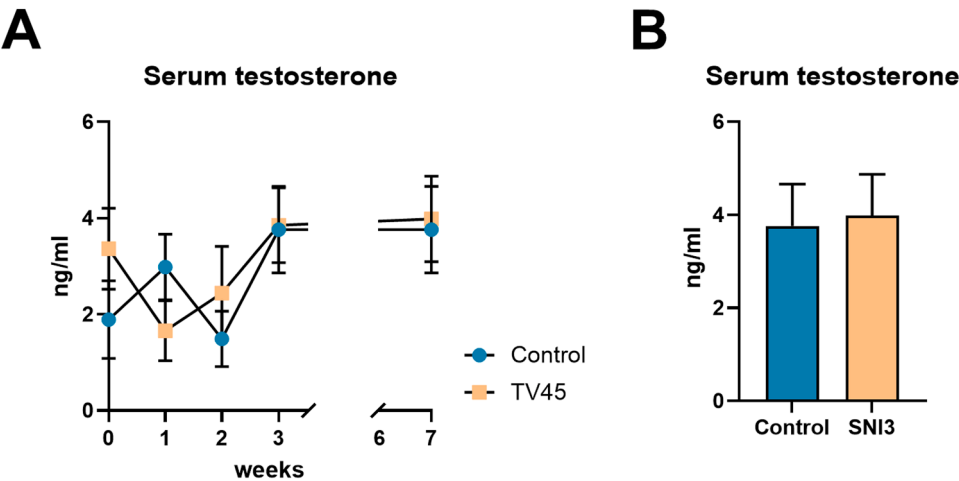 A
Serum testosterone
6
4
2
0
ng/ml
0 1 2 3 6 7
weeks
Control
TV45
B
Serum testosterone
6
4
2
0
ng/ml
Control SNI3